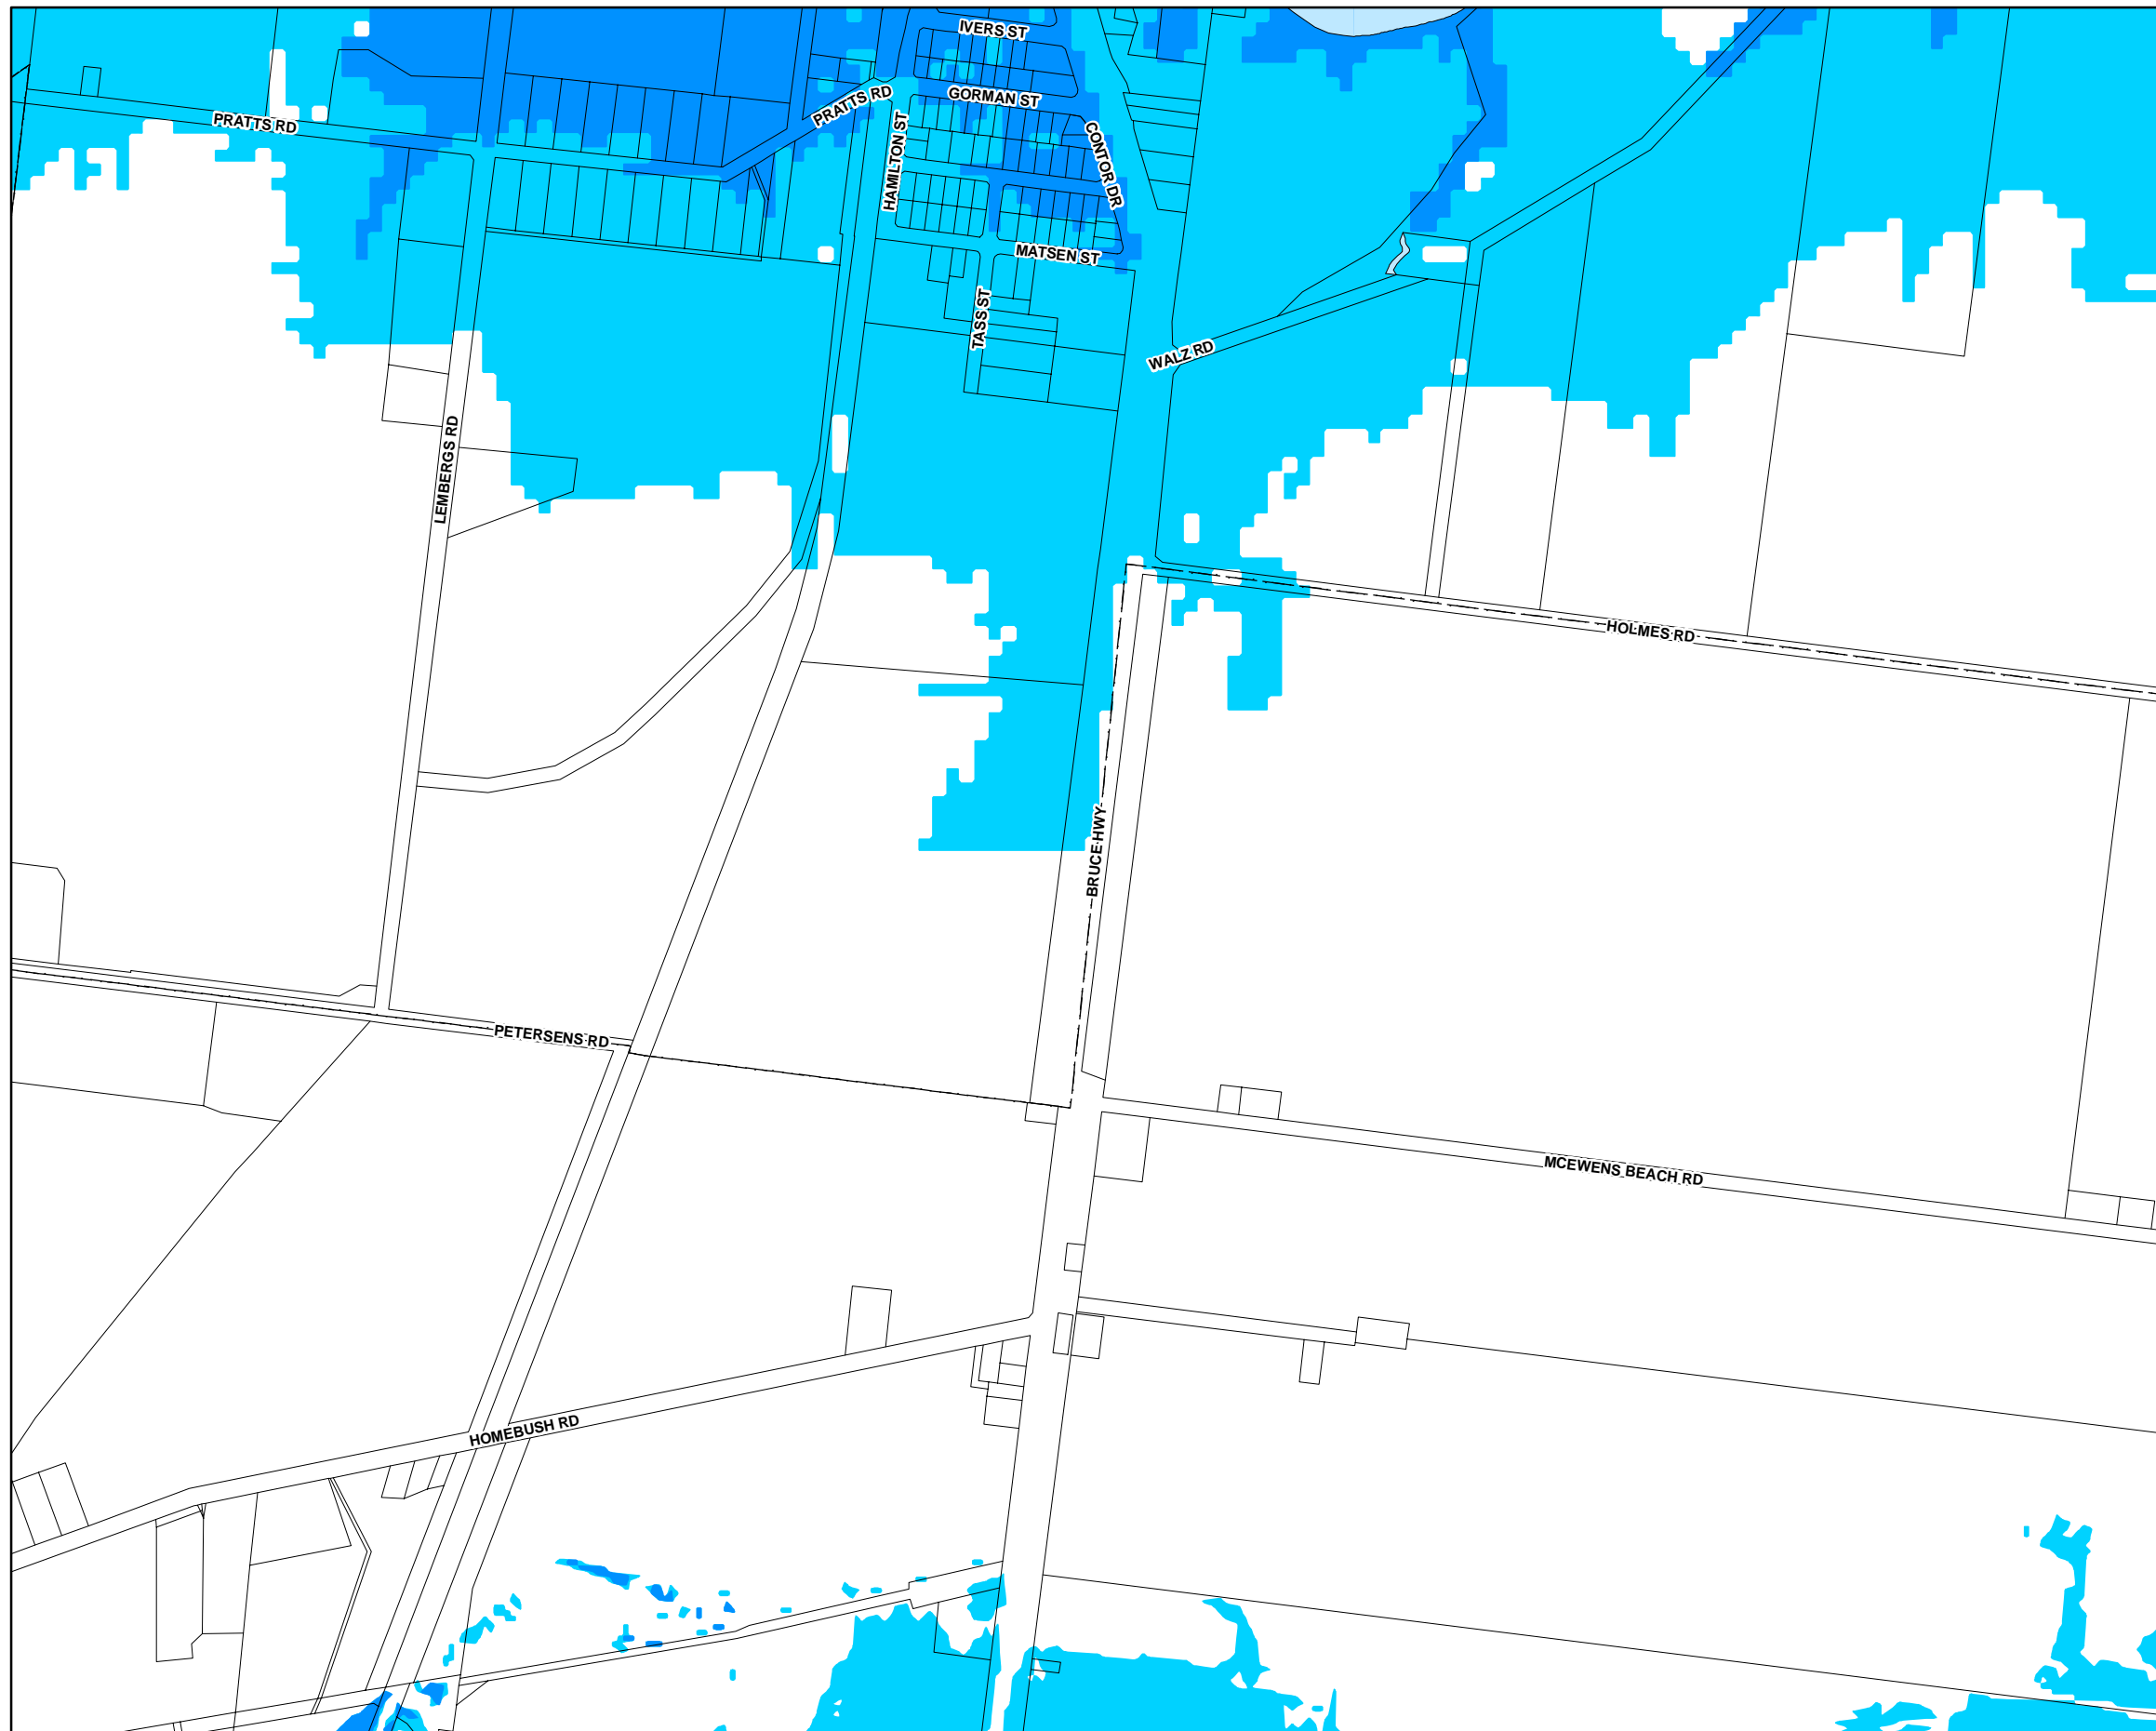 IVERS ST
PRATTS RD
GORMAN ST
PRATTS RD
CONTOR DR
HAMILTON ST
MATSEN ST
TASS ST
WALZ RD
LEMBERGS RD
HOLMES RD
BRUCE HWY
PETERSENS RD
MCEWENS BEACH RD
HOMEBUSH RD